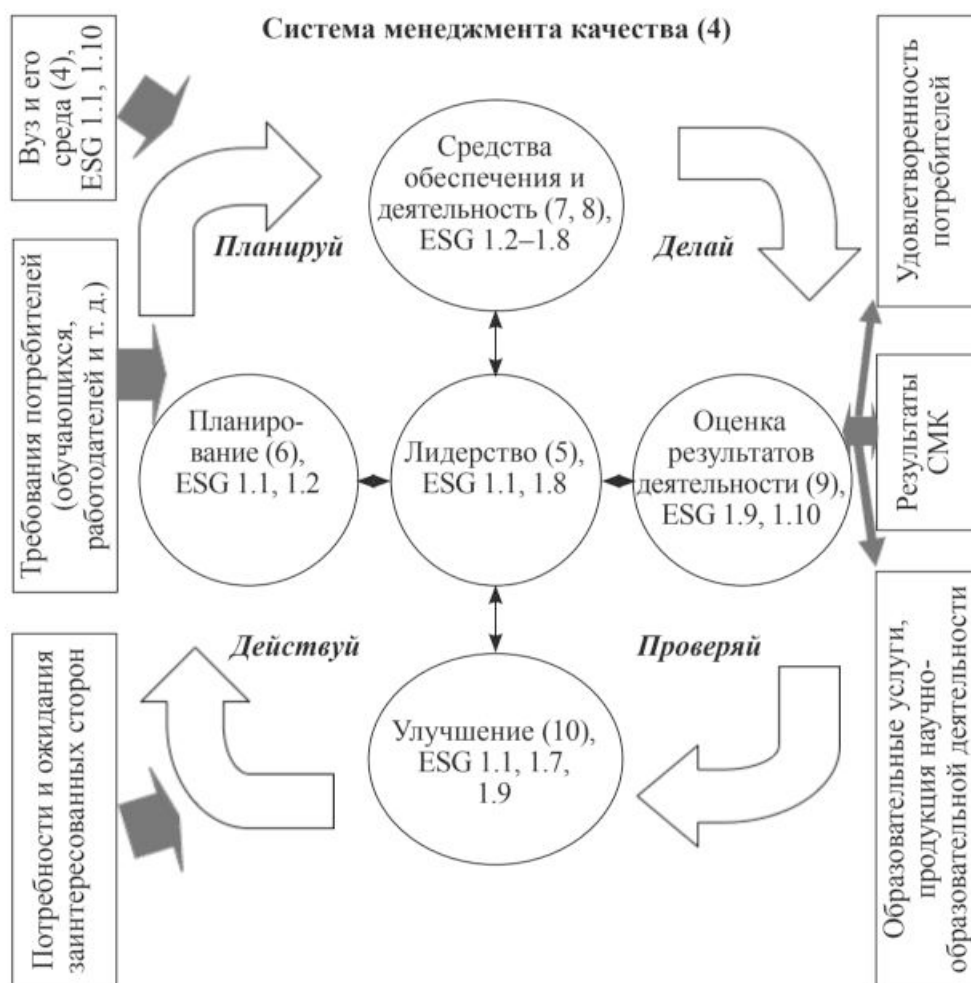 Система менеджмента качества (4)
Вуз и его
среда (4),
ESG 1.1, 1.10
Требования потребителей
(обучающихся,
работодателей и т. д.)
Потребности и ожидания
заинтересованных сторон
Планируй
Средства
обеспечения и
деятельность (7, 8),
ESG 1.2–1.8
Делай
Планиро-
вание (6),
ESG 1.1, 1.2
Лидерство (5),
ESG 1.1, 1.8
Оценка
результатов
деятельности (9),
ESG 1.9, 1.10
Действуй
Проверяй
Улучшение (10),
ESG 1.1, 1.7,
1.9
Удовлетворенность
потребителей
Результаты
СМК
Образовательные услуги,
продукция научно-
образовательной деятельности